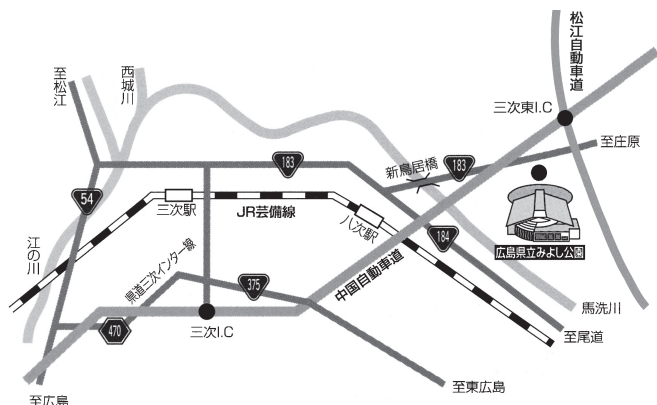 松江自動車道
至松江
西城川
三次東I.C
至庄原
183
新鳥居橋
183
54
三次駅
JR芸備線
八次駅
184
広島県立みよし公園
江の川
県道三次インター線
375
中国自動車道
馬洗川
470
三次I.C
至尾道
至広島
至東広島